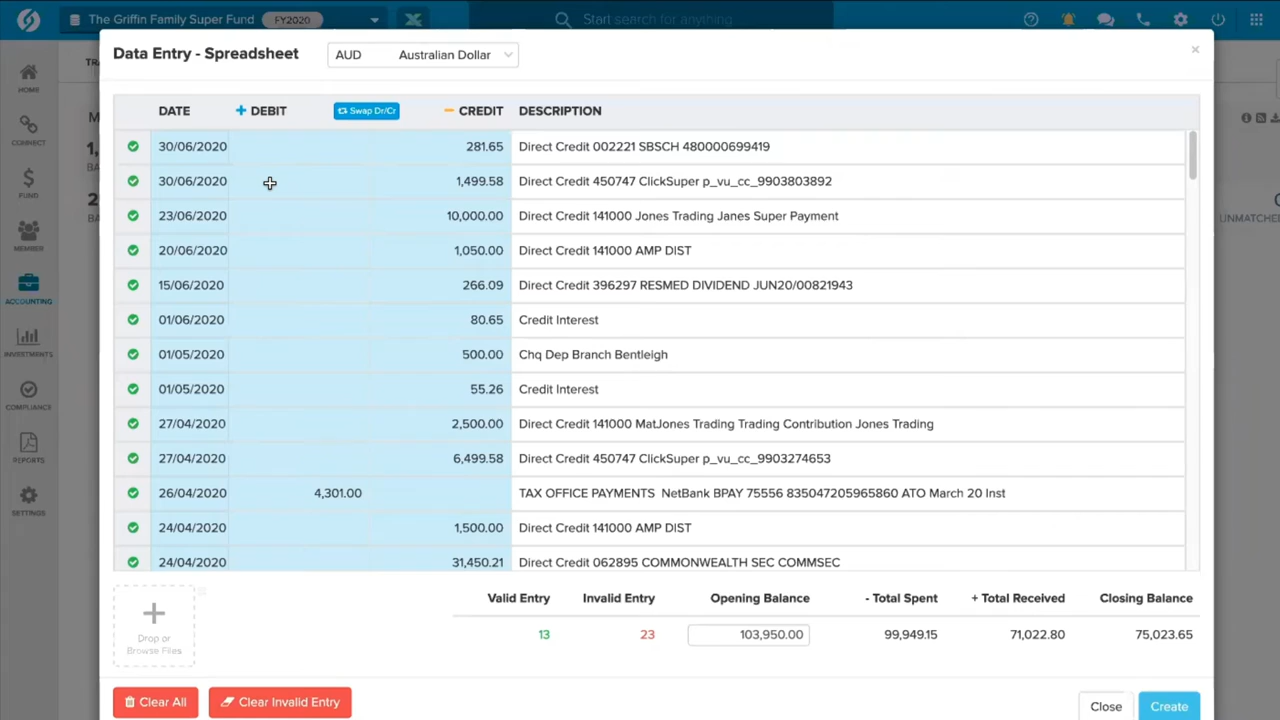 The Griffin Family Super Fund FY2020
Start search for anything
Data Entry - Spreadsheet
AUD Australian Dollar
×
HOME
CONNECT
FUND
MEMBER
ACCOUNTING
INVESTMENTS
COMPLIANCE
REPORTS
SETTINGS
DATE + DEBIT Swap Dr/Cr - CREDIT DESCRIPTION
30/06/2020 281.65 Direct Credit 002221 SBSCH 480000699419
30/06/2020 1,499.58 Direct Credit 450747 ClickSuper p_vu_cc_9903803892
23/06/2020 10,000.00 Direct Credit 141000 Jones Trading Janes Super Payment
20/06/2020 1,050.00 Direct Credit 141000 AMP DIST
15/06/2020 266.09 Direct Credit 396297 RESMED DIVIDEND JUN20/00821943
01/06/2020 80.65 Credit Interest
01/05/2020 500.00 Chq Dep Branch Bentleigh
01/05/2020 55.26 Credit Interest
27/04/2020 2,500.00 Direct Credit 141000 MatJones Trading Trading Contribution Jones Trading
27/04/2020 6,499.58 Direct Credit 450747 ClickSuper p_vu_cc_9903274653
26/04/2020 4,301.00 TAX OFFICE PAYMENTS NetBank BPAY 75556 835047205965860 ATO March 20 Inst
24/04/2020 1,500.00 Direct Credit 141000 AMP DIST
24/04/2020 31,450.21 Direct Credit 062895 COMMONWEALTH SEC COMMSEC
Drop or
Browse Files
Valid Entry Invalid Entry Opening Balance - Total Spent + Total Received Closing Balance
13 23 103,950.00 99,949.15 71,022.80 75,023.65
Clear All Clear Invalid Entry Close Create